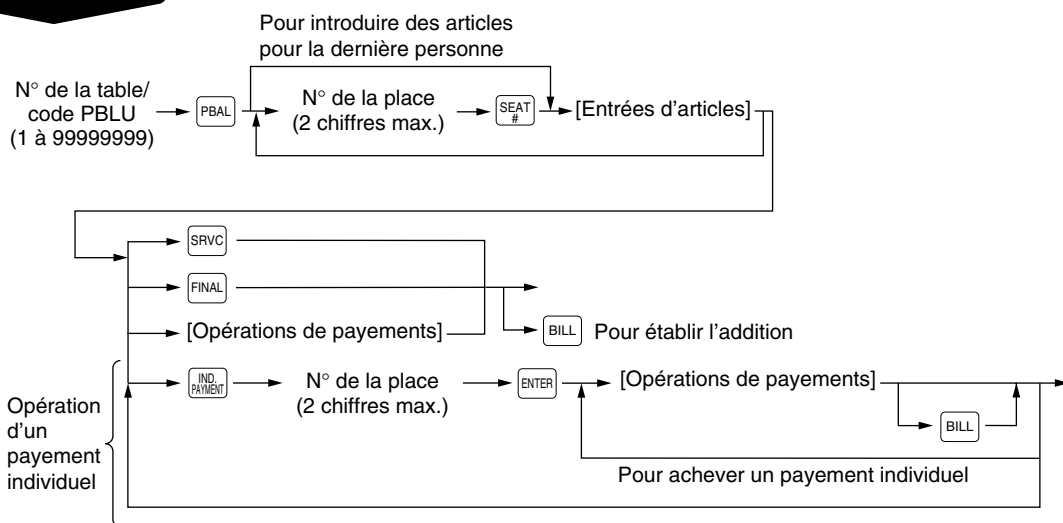 Pour introduire des articles
pour la dernière personne
N° de la table/
code PBLU
(1 à 99999999)
PBAL
N° de la place
(2 chiffres max.)
SEAT
#
[Entrées d'articles]
SRVC
FINAL
[Opérations de payements]
BILL
Pour établir l'addition
Opération
d'un
payement
individuel
IND.
PAYMENT
N° de la place
(2 chiffres max.)
ENTER
[Opérations de payements]
BILL
Pour achever un payement individuel